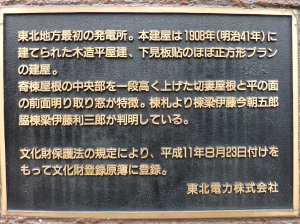 東北地方最初の発電所。本建屋は1908年(明治41年)に
建てられた木造平屋建、下見板貼のほぼ正方形プラン
の建屋。
寄棟屋根の中央部を一段高く上げた切妻屋根と平の面
の前面明り取り窓が特徴。棟札より棟梁伊藤今朝五郎
脇棟梁伊藤利三郎が判明している。
文化財保護法の規定により、平成11年8月23日付けを
もって文化財登録原簿に登録。
東北電力株式会社